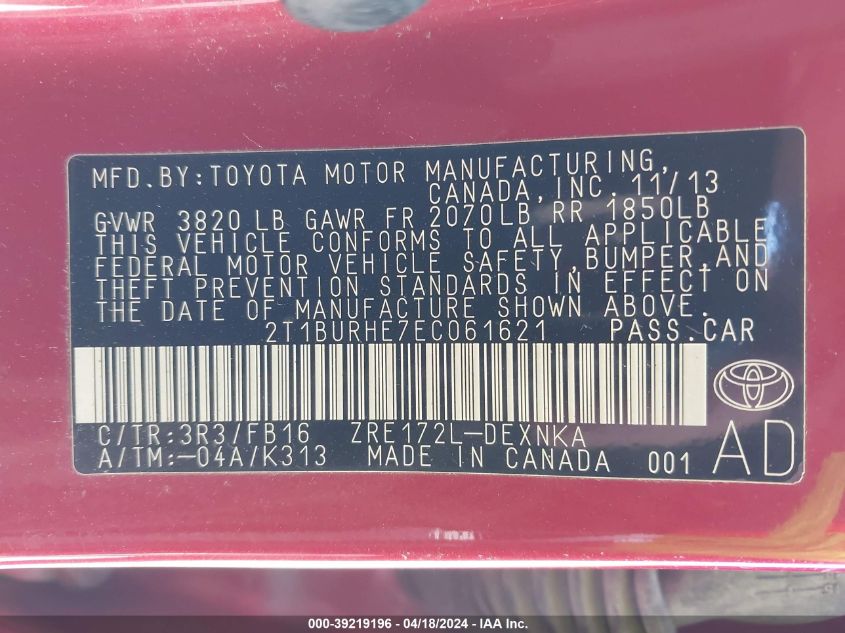 MFD.BY:TOYOTA MOTOR MANUFACTURING,
CANADA,INC. 11/13
GVWR 3820 LB GAWR FR 2070LB RR 1850LB
THIS VEHICLE CONFORMS TO ALL APPLICABLE
FEDERAL MOTOR VEHICLE SAFETY,BUMPER,AND
THEFT PREVENTION STANDARDS IN EFFECT ON
THE DATE OF MANUFACTURE SHOWN ABOVE.
2T1BURHE7EC061621 PASS.CAR
C/TR:3R3/FB16 ZRE172L-DEXNKA
A/TM:-04A/K313 MADE IN CANADA 001 AD
000-39219196 - 04/18/2024 - IAA Inc.